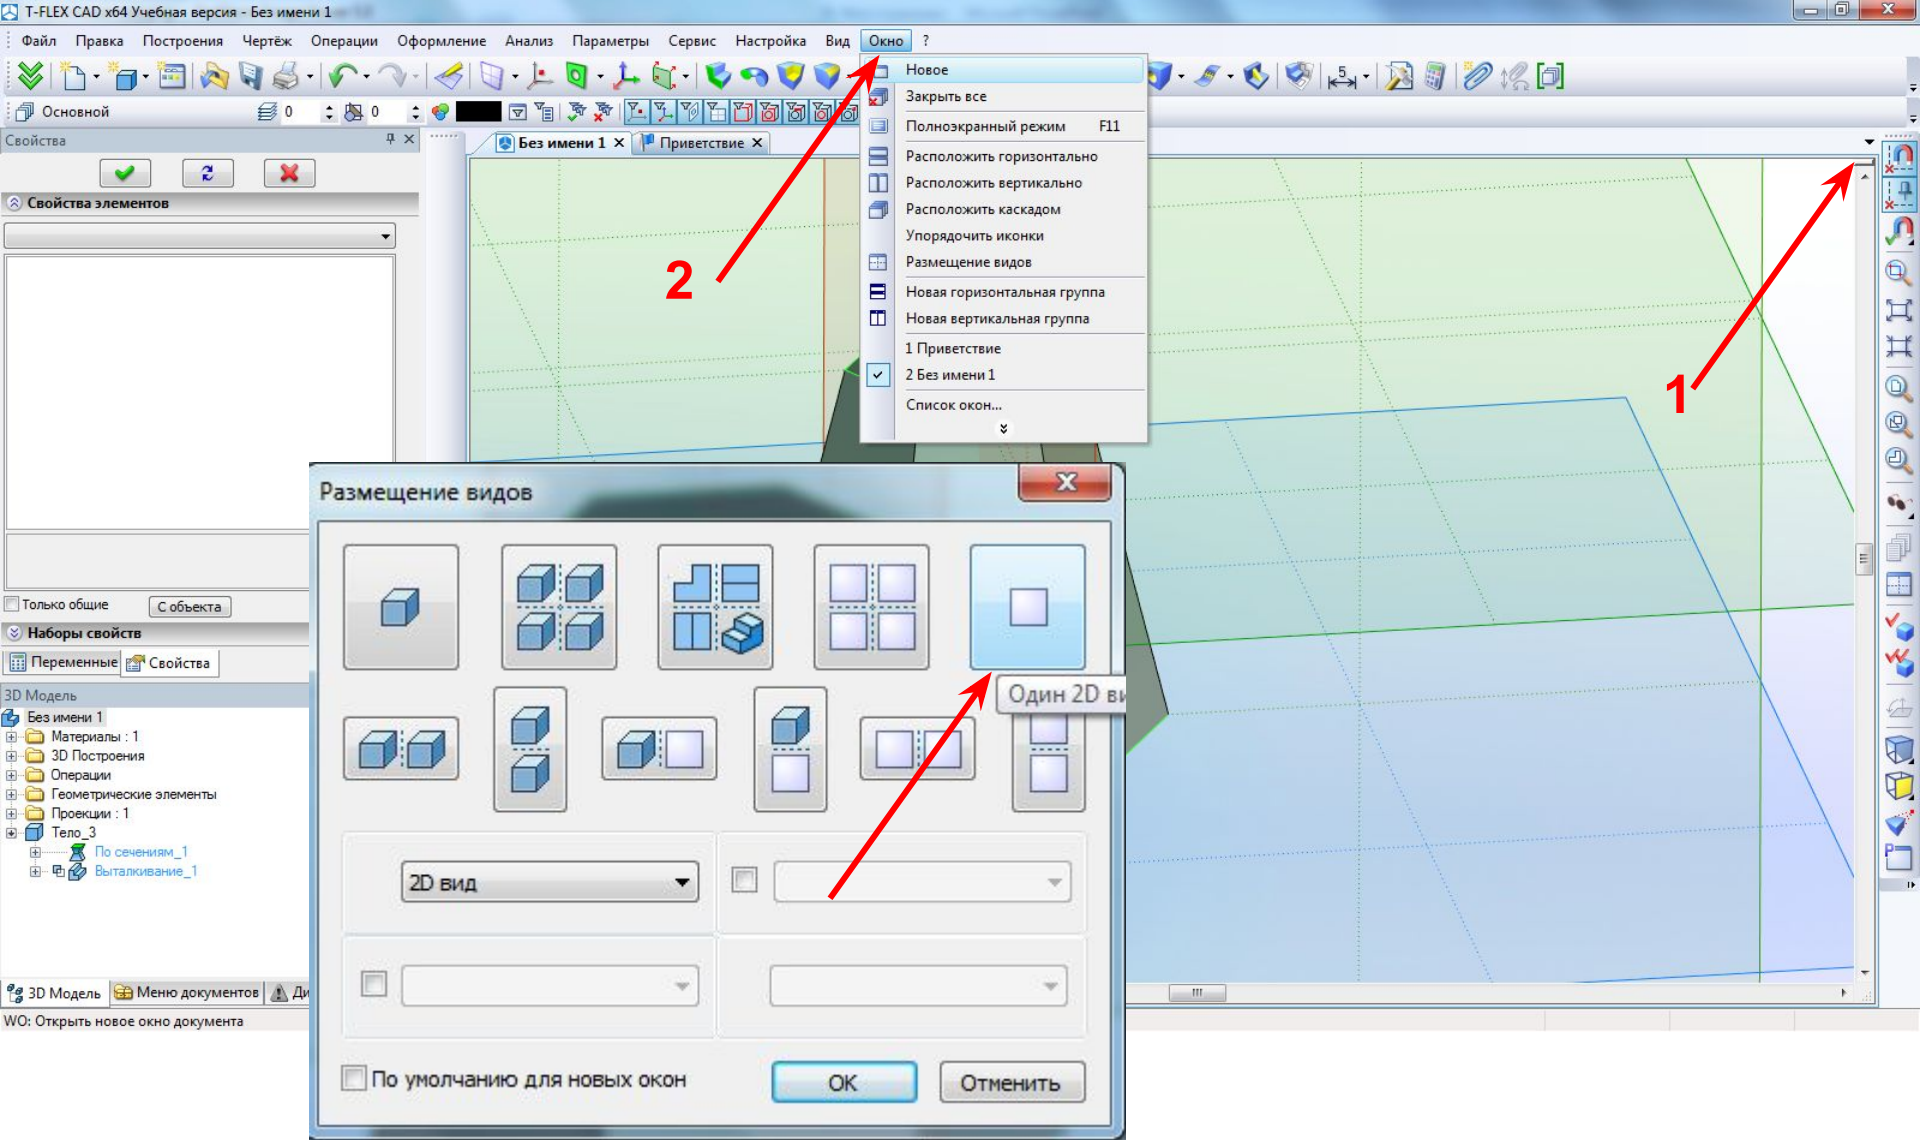 T-FLEX CAD x64 Учебная версия - Без имени 1
Файл Правка Построения Чертёж Операции Оформление Анализ Параметры Сервис Настройка Вид Окно ?
5
Основной 0 0
Свойства
Без имени 1 Приветствие
Свойства элементов
Новое
Закрыть все
Полноэкранный режим F11
Расположить горизонтально
Расположить вертикально
Расположить каскадом
Упорядочить иконки
Размещение видов
Новая горизонтальная группа
Новая вертикальная группа
1 Приветствие
2 Без имени 1
Список окон...
2
1
Только общие С объекта
Наборы свойств
Переменные Свойства
3D Модель
Без имени 1
Материалы : 1
3D Построения
Операции
Геометрические элементы
Проекции : 1
Тело_3
По сечениям_1
Выталкивание_1
3D Модель Меню документов Ди
WO: Открыть новое окно документа
Размещение видов
Один 2D ви
2D вид
По умолчанию для новых окон
OK Отменить